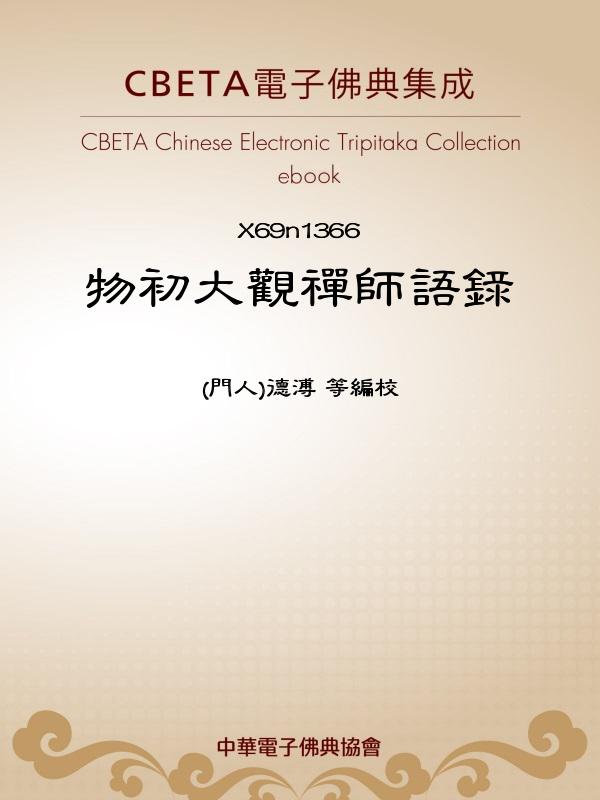 CBETA電子佛典集成
CBETA Chinese Electronic Tripitaka Collection
ebook
X69n1366
物初大觀禪師語錄
(門人)德溥 等編校
中華電子佛典協會